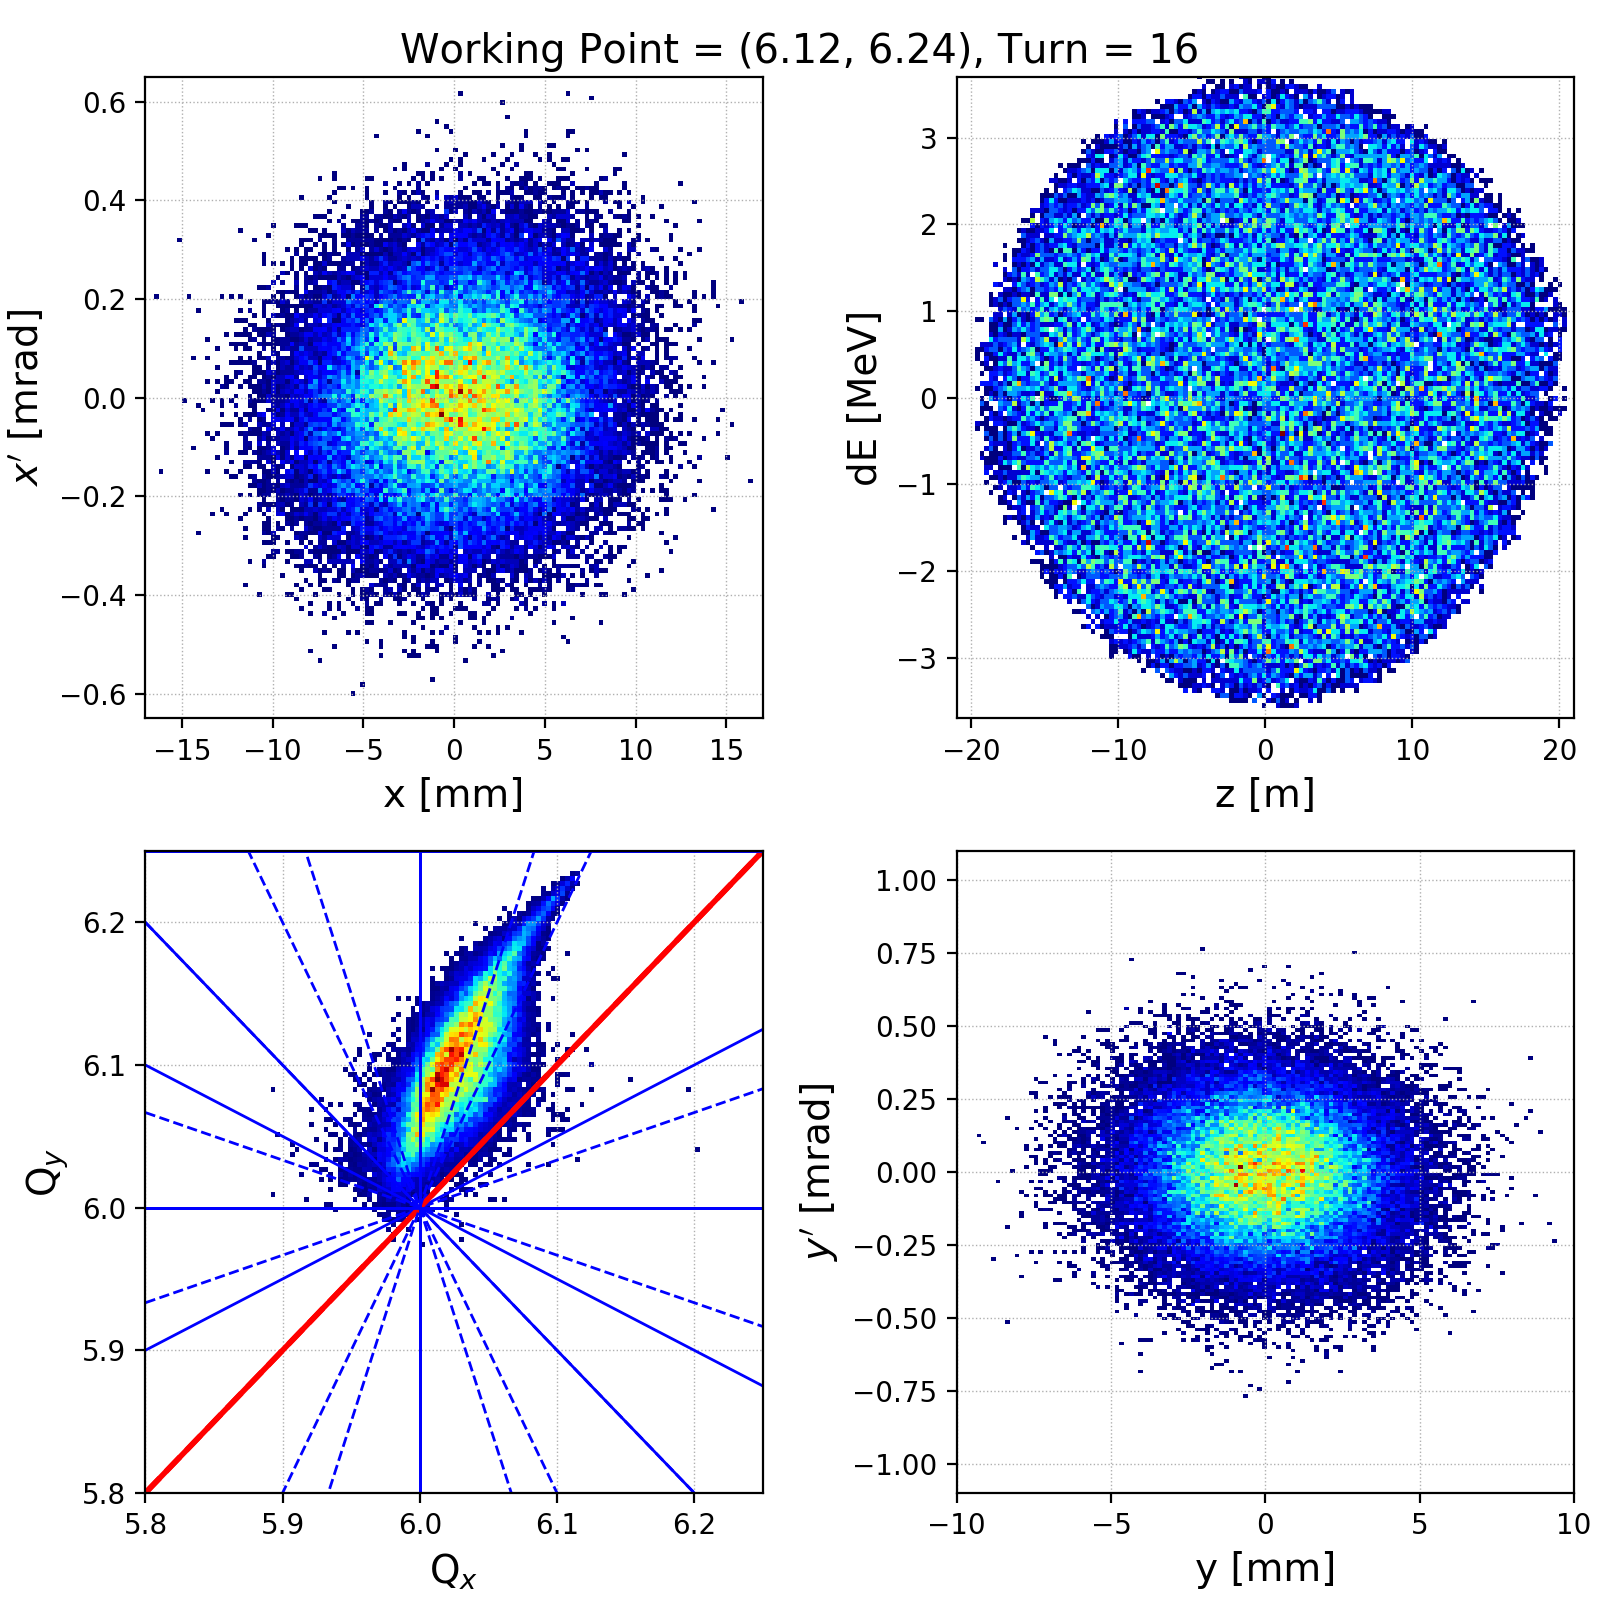 Working Point = (6.12, 6.24), Turn = 16
0.6
0.4
0.2
0.0
−0.2
−0.4
−0.6
x′ [mrad]
−15 −10 −5 0 5 10 15
x [mm]
3
2
1
0
−1
−2
−3
dE [MeV]
−20 −10 0 10 20
z [m]
6.2
6.1
6.0
5.9
5.8
Qy
5.8 5.9 6.0 6.1 6.2
Qx
1.00
0.75
0.50
0.25
0.00
−0.25
−0.50
−0.75
−1.00
y′ [mrad]
−10 −5 0 5 10
y [mm]